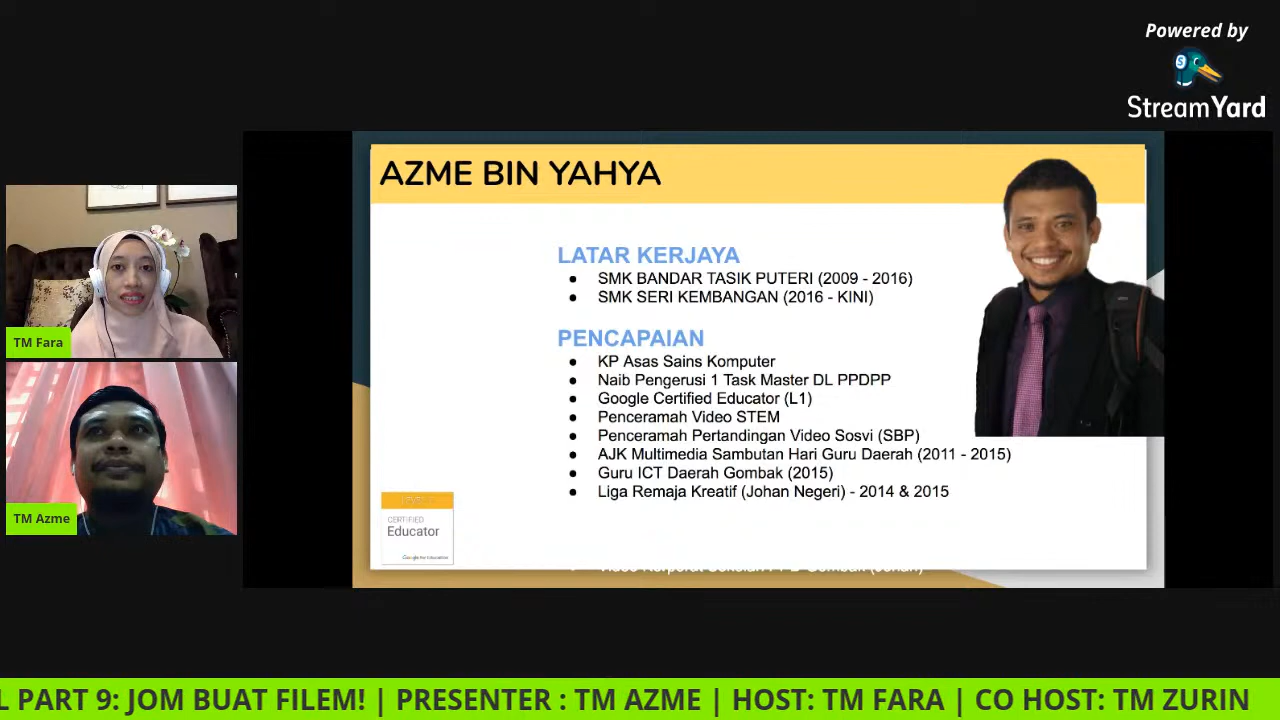 Powered by
StreamYard
AZME BIN YAHYA
LATAR KERJAYA
● SMK BANDAR TASIK PUTERI (2009 - 2016)
● SMK SERI KEMBANGAN (2016 - KINI)
PENCAPAIAN
● KP Asas Sains Komputer
● Naib Pengerusi 1 Task Master DL PPDPP
● Google Certified Educator (L1)
● Penceramah Video STEM
● Penceramah Pertandingan Video Sosvi (SBP)
● AJK Multimedia Sambutan Hari Guru Daerah (2011 - 2015)
● Guru ICT Daerah Gombak (2015)
● Liga Remaja Kreatif (Johan Negeri) - 2014 & 2015
CERTIFIED
Educator
Google for Education
TM Fara
TM Azme
L PART 9: JOM BUAT FILEM! | PRESENTER : TM AZME | HOST: TM FARA | CO HOST: TM ZURIN